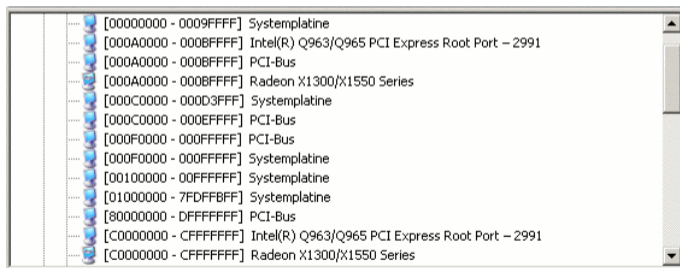 [00000000 - 0009FFFF] Systemplatine
[000A0000 - 000BFFFF] Intel(R) Q963/Q965 PCI Express Root Port – 2991
[000A0000 - 000BFFFF] PCI-Bus
[000A0000 - 000BFFFF] Radeon X1300/X1550 Series
[000C0000 - 000D3FFF] Systemplatine
[000C0000 - 000EFFFF] PCI-Bus
[000F0000 - 000FFFFF] PCI-Bus
[000F0000 - 000FFFFF] Systemplatine
[00100000 - 00FFFFFF] Systemplatine
[01000000 - 7FDFFBFF] Systemplatine
[80000000 - DFFFFFFF] PCI-Bus
[C0000000 - CFFFFFFF] Intel(R) Q963/Q965 PCI Express Root Port – 2991
[C0000000 - CFFFFFFF] Radeon X1300/X1550 Series